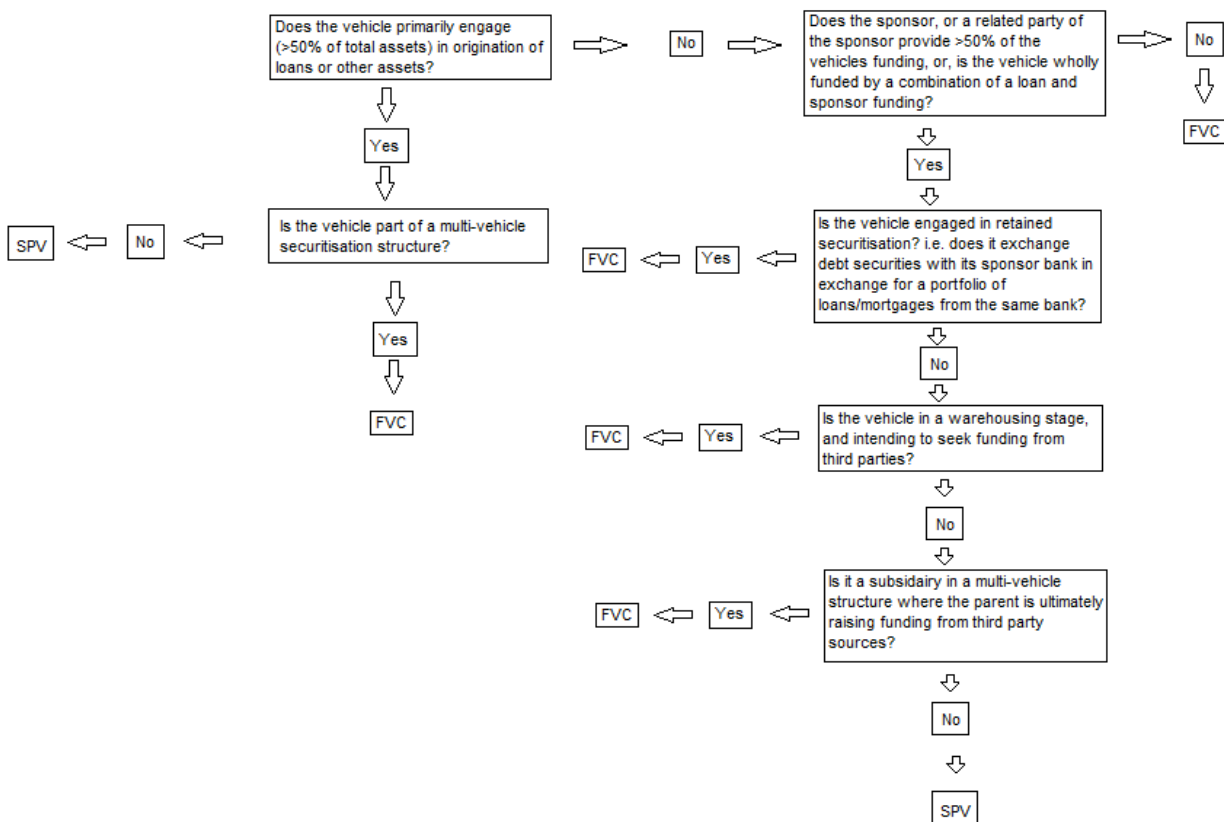 Does the vehicle primarily engage
(>50% of total assets) in origination of
loans or other assets?
No
Does the sponsor, or a related party of
the sponsor provide >50% of the
vehicles funding, or, is the vehicle wholly
funded by a combination of a loan and
sponsor funding?
No
FVC
Yes
Yes
Is the vehicle part of a multi-vehicle
securitisation structure?
No
SPV
Is the vehicle engaged in retained
securitisation? i.e. does it exchange
debt securities with its sponsor bank in
exchange for a portfolio of
loans/mortgages from the same bank?
Yes
FVC
Yes
FVC
No
Is the vehicle in a warehousing stage,
and intending to seek funding from
third parties?
Yes
FVC
No
Is it a subsidairy in a multi-vehicle
structure where the parent is ultimately
raising funding from third party
sources?
Yes
FVC
No
SPV